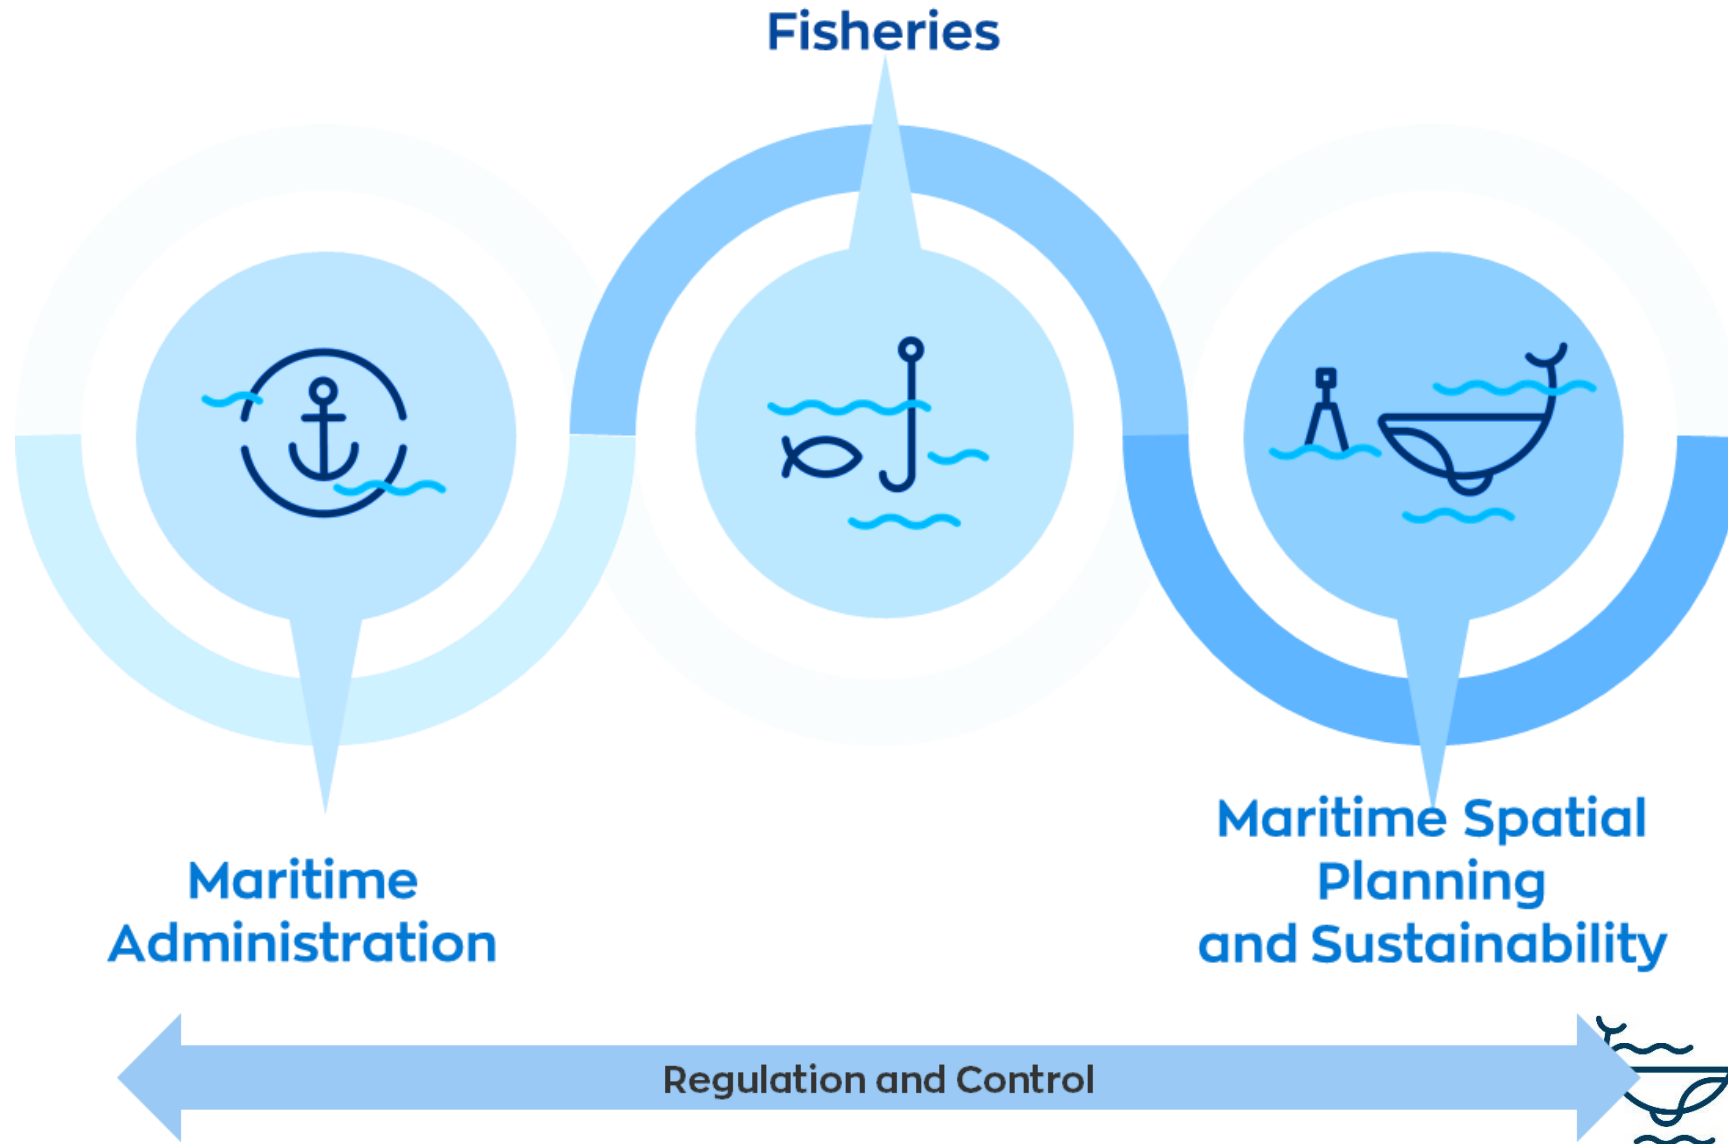 Fisheries
Maritime
Administration
Maritime Spatial
Planning
and Sustainability
Regulation and Control